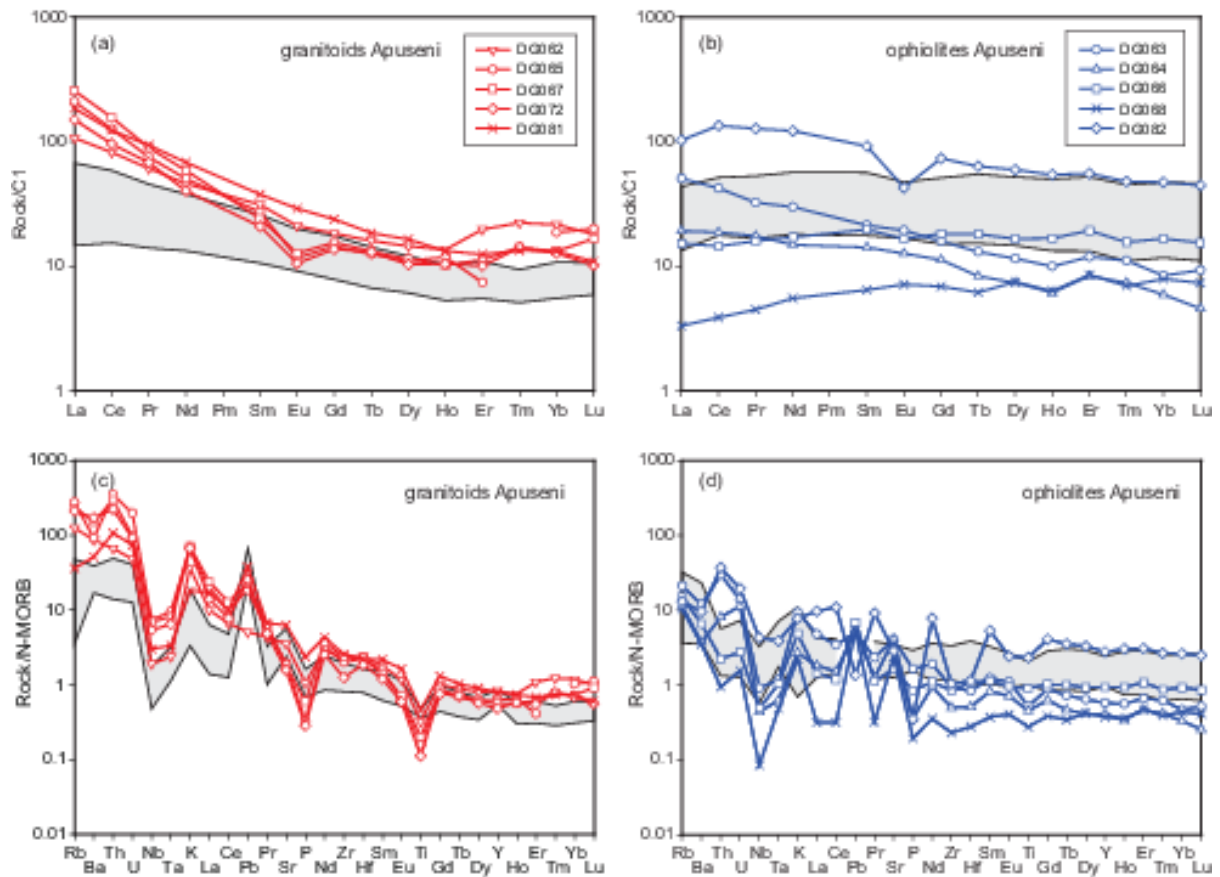 (a)
granitoids Apuseni
DG062
DG065
DG067
DG072
DG081
Rock/C1
1000
100
10
1
La Ce Pr Nd Pm Sm Eu Gd Tb Dy Ho Er Tm Yb Lu
(b)
ophiolites Apuseni
DG063
DG064
DG066
DG068
DG082
Rock/C1
1000
100
10
1
La Ce Pr Nd Pm Sm Eu Gd Tb Dy Ho Er Tm Yb Lu
(c)
granitoids Apuseni
Rock/N-MORB
1000
100
10
1
0.1
0.01
Rb Th Nb K Ce Pr P Zr Sm Ti Tb Y Er Yb
Ba U Ta La Pb Sr Nd Hf Eu Gd Dy Ho Tm Lu
(d)
ophiolites Apuseni
Rock/N-MORB
1000
100
10
1
0.1
0.01
Rb Th Nb K Ce Pr P Zr Sm Ti Tb Y Er Yb
Ba U Ta La Pb Sr Nd Hf Eu Gd Dy Ho Tm Lu